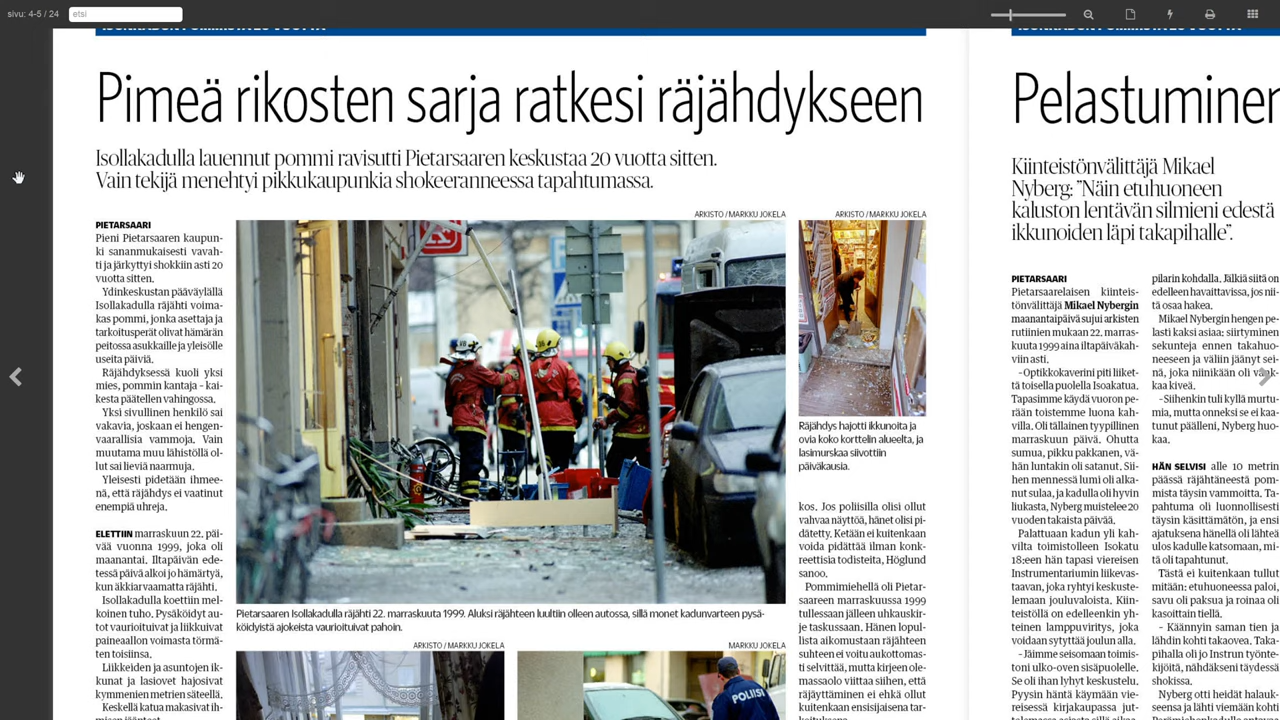 sivu: 4-5 / 24
etsi
Pimeä rikosten sarja ratkesi räjähdykseen
Isollakadulla lauennut pommi ravisutti Pietarsaaren keskustaa 20 vuotta sitten.
Vain tekijä menehtyi pikkukaupunkia shokeeranneessa tapahtumassa.
PIETARSAARI
Pieni Pietarsaaren kaupun-
ki sananmukaisesti vavah-
ti ja järkyttyi shokkiin asti 20
vuotta sitten.
Ydinkeskustan pääväylällä
Isollakadulla räjähti voima-
kas pommi, jonka asettaja ja
tarkoitusperät olivat hämärän
peitossa asukkaille ja yleisölle
useita päiviä.
Räjähdyksessä kuoli yksi
mies, pommin kantaja – kai-
kesta päätellen vahingossa.
Yksi sivullinen henkilö sai
vakavia, joskaan ei hengen-
vaarallisia vammoja. Vain
muutama muu lähistöllä ol-
lut sai lieviä naarmuja.
Yleisesti pidetään ihmee-
nä, että räjähdys ei vaatinut
enempiä uhreja.
ELETTIIN marraskuun 22. päi-
vää vuonna 1999, joka oli
maanantai. Iltapäivän ede-
tessä päivä alkoi jo hämärtyä,
kun äkkiarvaamatta räjähti.
Isollakadulla koettiin mel-
koinen tuho. Pysäköidyt au-
tot vaurioituivat ja liikkuivat
paineaallon voimasta törmä-
ten toisiinsa.
Liikkeiden ja asuntojen ik-
kunat ja lasiovet hajosivat
kymmenien metrien säteellä.
Keskellä katua makasivat ih-
ARKISTO / MARKKU JOKELA
Pietarsaaren Isollakadulla räjähti 22. marraskuuta 1999. Aluksi räjähteen luultiin olleen autossa, sillä monet kadunvarteen pysä-
köidyistä ajokeista vaurioituivat pahoin.
ARKISTO / MARKKU JOKELA
MARKKU JOKELA
POLIISI
ARKISTO / MARKKU JOKELA
Räjähdys hajotti ikkunoita ja
ovia koko korttelin alueelta, ja
lasimurskaa siivottiin
päiväkausia.
kos. Jos poliisilla olisi ollut
vahvaa näyttöä, hänet olisi pi-
dätetty. Ketään ei kuitenkaan
voida pidättää ilman konk-
reettisia todisteita, Höglund
sanoo.
Pommimiehellä oli Pietar-
saareen marraskuussa 1999
tullessaan jälleen uhkauskir-
je taskussaan. Hänen lopul-
lista aikomustaan räjähteen
suhteen ei voitu aukottomas-
ti selvittää, mutta kirjeen ole-
massaolo viittaa siihen, että
räjäyttäminen ei ehkä ollut
kuitenkaan ensisijaisena tar-
Pelastuminen
Kiinteistönvälittäjä Mikael
Nyberg: ”Näin etuhuoneen
kaluston lentävän silmieni edestä
ikkunoiden läpi takapihalle”.
PIETARSAARI
Pietarsaarelaisen kiinteis-
tönvälittäjä Mikael Nybergin
maanantaipäivä sujui arkisten
rutiinien mukaan 22. marras-
kuuta 1999 aina iltapäiväkah-
viin asti.
–Optikkokaverini piti liiket-
tä toisella puolella Isoakatua.
Tapasimme käydä vuoron pe-
rään toistemme luona kah-
villa. Oli tällainen tyypillinen
marraskuun päivä. Ohutta
sumua, pikku pakkanen, vä-
hän luntakin oli satanut. Sii-
hen mennessä lumi oli alka-
nut sulaa, ja kadulla oli hyvin
liukasta, Nyberg muistelee 20
vuoden takaista päivää.
Palattuaan kadun yli kah-
vilta toimistolleen Isokatu
18:een hän tapasi viereisen
Instrumentariumin liikevas-
taavan, joka ryhtyi keskuste-
lemaan jouluvaloista. Kiin-
teistöllä on edelleenkin yh-
teinen lamppuviritys, joka
voidaan sytyttää joulun alla.
–Jäimme seisomaan toimis-
toni ulko-oven sisäpuolelle.
Se oli ihan lyhyt keskustelu.
Pyysin häntä käymään vie-
reisessä kirjakaupassa jut-
pilarin kohdalla. Jälkiä siitä on
edelleen havaittavissa, jos nii-
tä osaa hakea.
Mikael Nybergin hengen pe-
lasti kaksi asiaa: siirtyminen
sekunteja ennen takahuo-
neeseen ja väliin jäänyt sei-
nä, joka niinikään oli vank-
kaa kiveä.
–Siihenkin tuli kyllä murtu-
mia, mutta onneksi se ei kaa-
tunut päälleni, Nyberg huo-
kaa.
HÄN SELVISI alle 10 metrin
päässä räjähtäneestä pom-
mista täysin vammoitta. Ta-
pahtuma oli luonnollisesti
täysin käsittämätön, ja ensi
ajatuksena hänellä oli lähteä
ulos kadulle katsomaan, mi-
tä oli tapahtunut.
Tästä ei kuitenkaan tullut
mitään: etuhuoneessa paloi,
savu oli paksua ja roinaa oli
kasoittain tiellä.
– Käännyin saman tien ja
lähdin kohti takaovea. Takapi-
halla oli jo Instrun työnte-
kijöitä, nähdäkseni täydessä
shokissa.
Nyberg otti heidät halauk-
seensa ja lähti viemään kohti